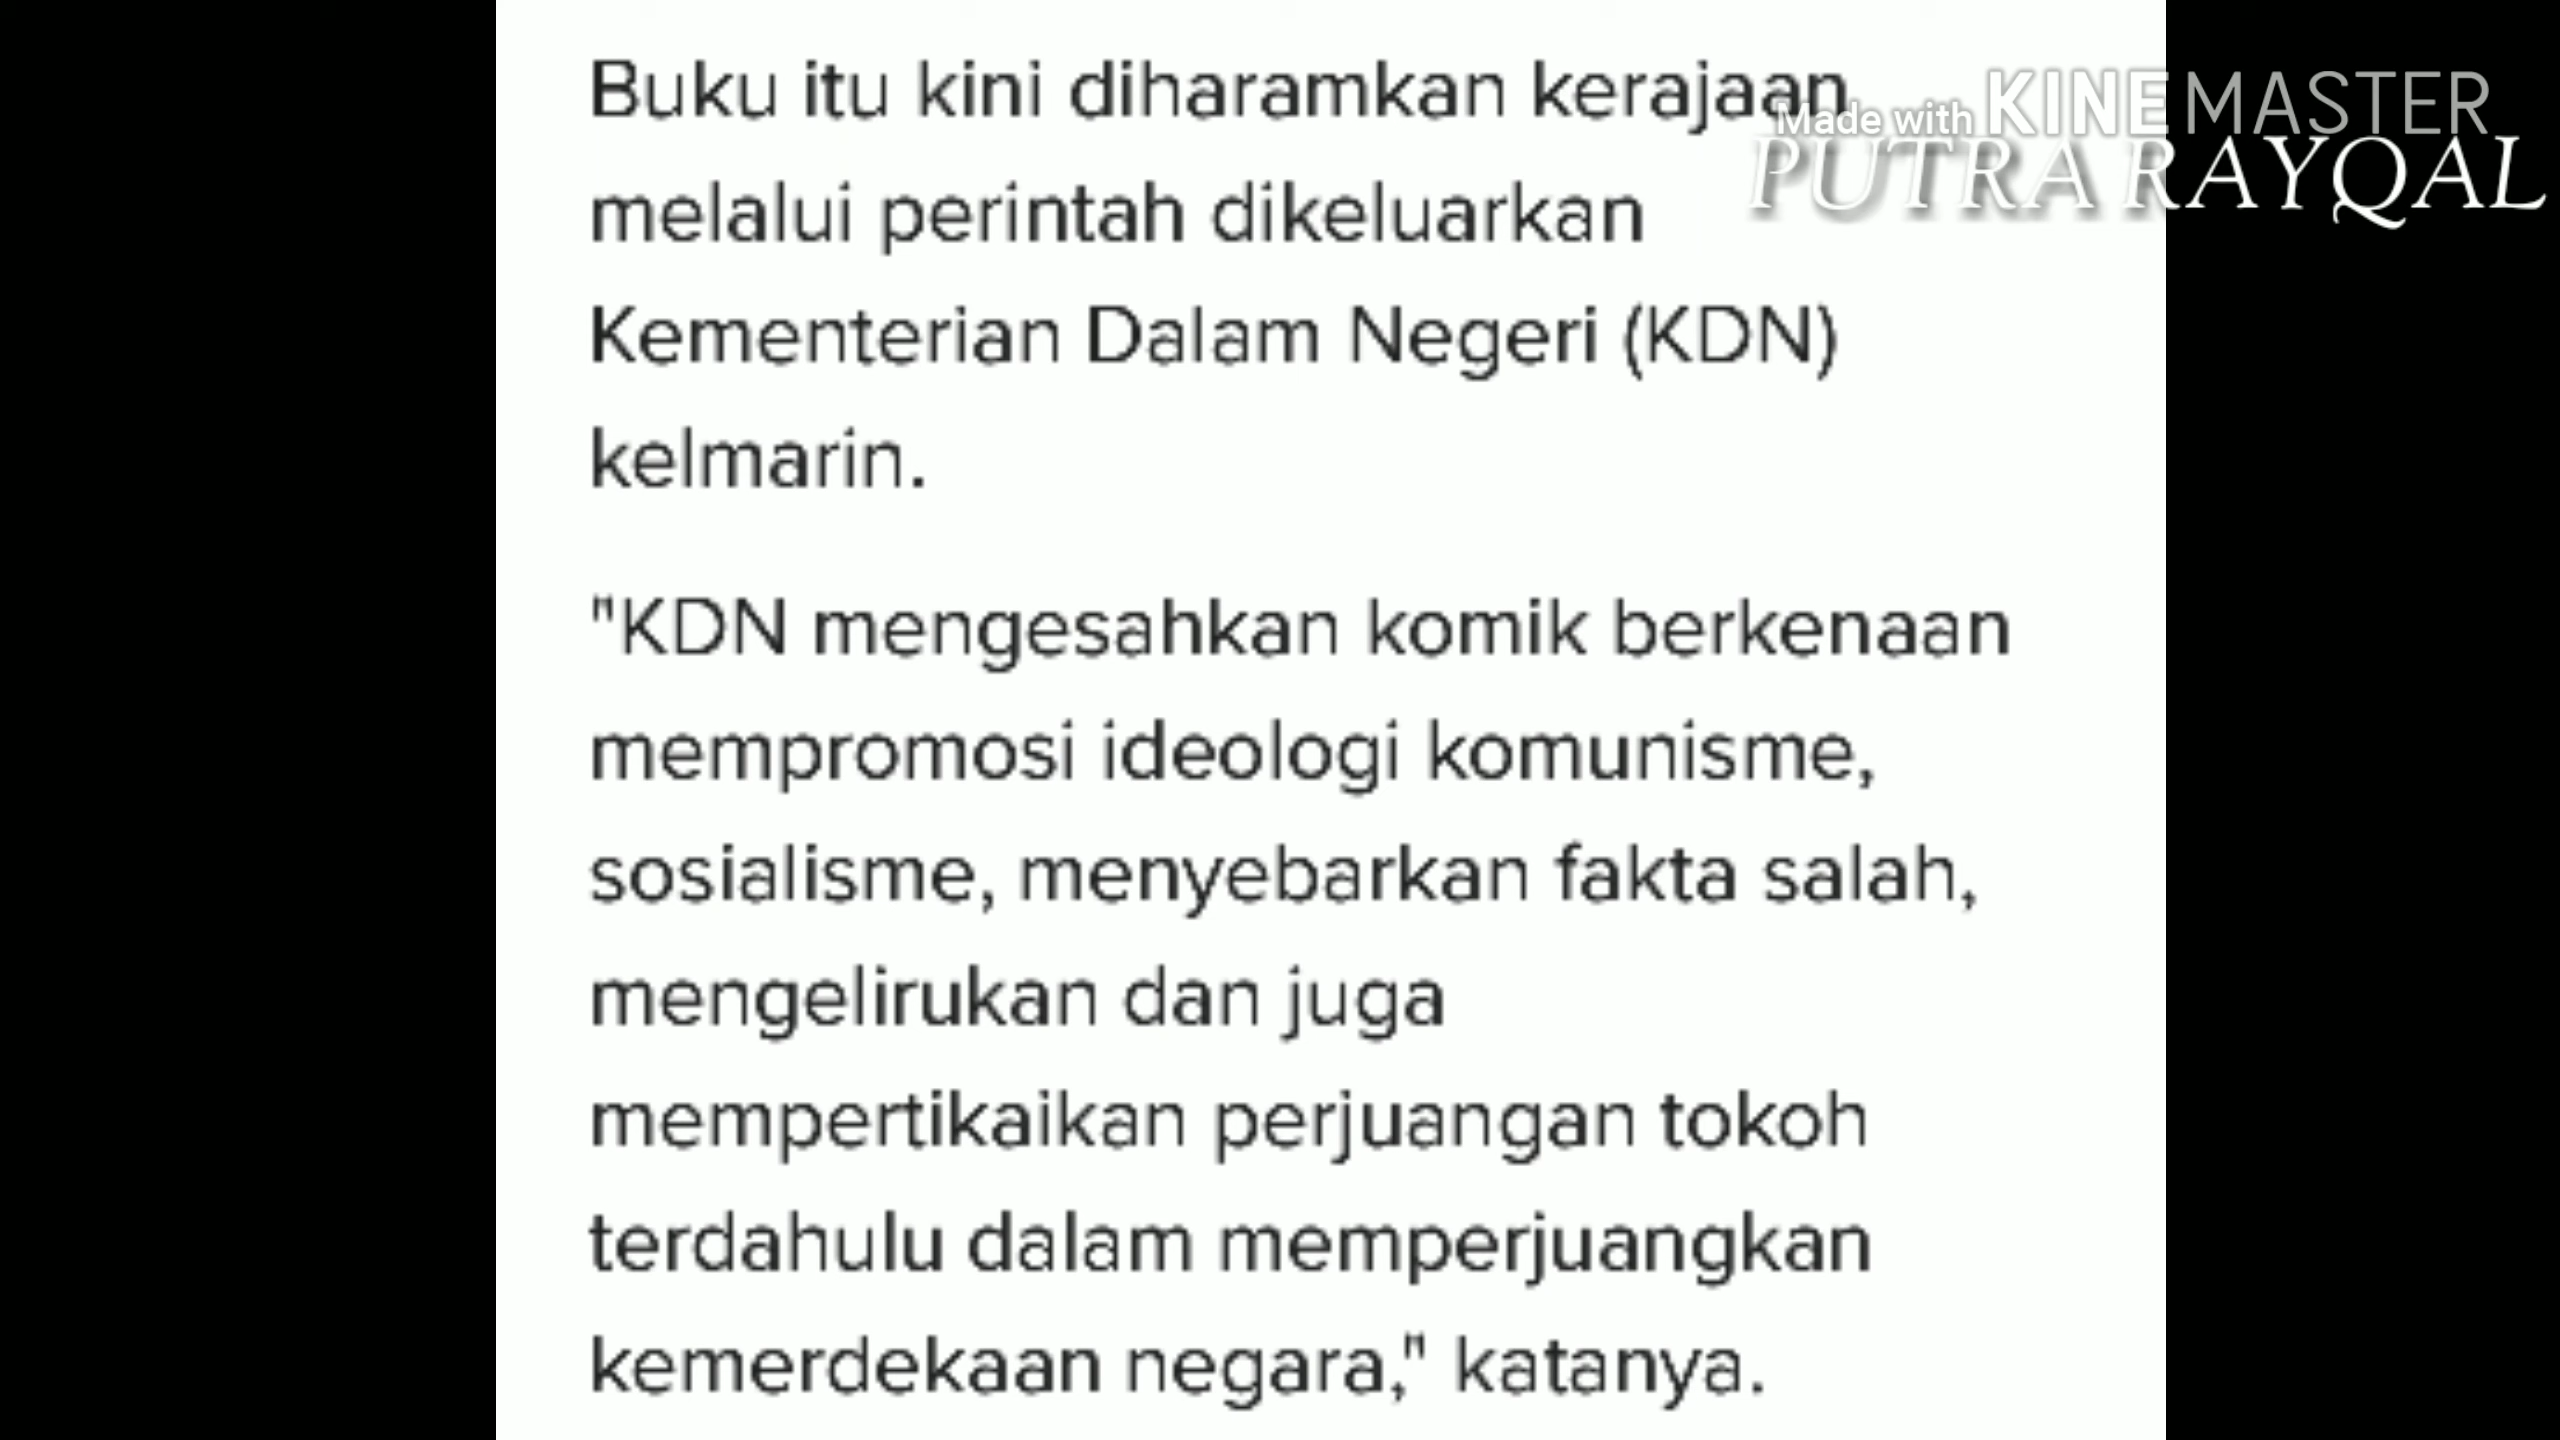 Buku itu kini diharamkan kerajaan
Made with KINEMASTER
PUTRA RAYQAL
melalui perintah dikeluarkan
Kementerian Dalam Negeri (KDN)
kelmarin.
"KDN mengesahkan komik berkenaan
mempromosi ideologi komunisme,
sosialisme, menyebarkan fakta salah,
mengelirukan dan juga
mempertikaikan perjuangan tokoh
terdahulu dalam memperjuangkan
kemerdekaan negara," katanya.